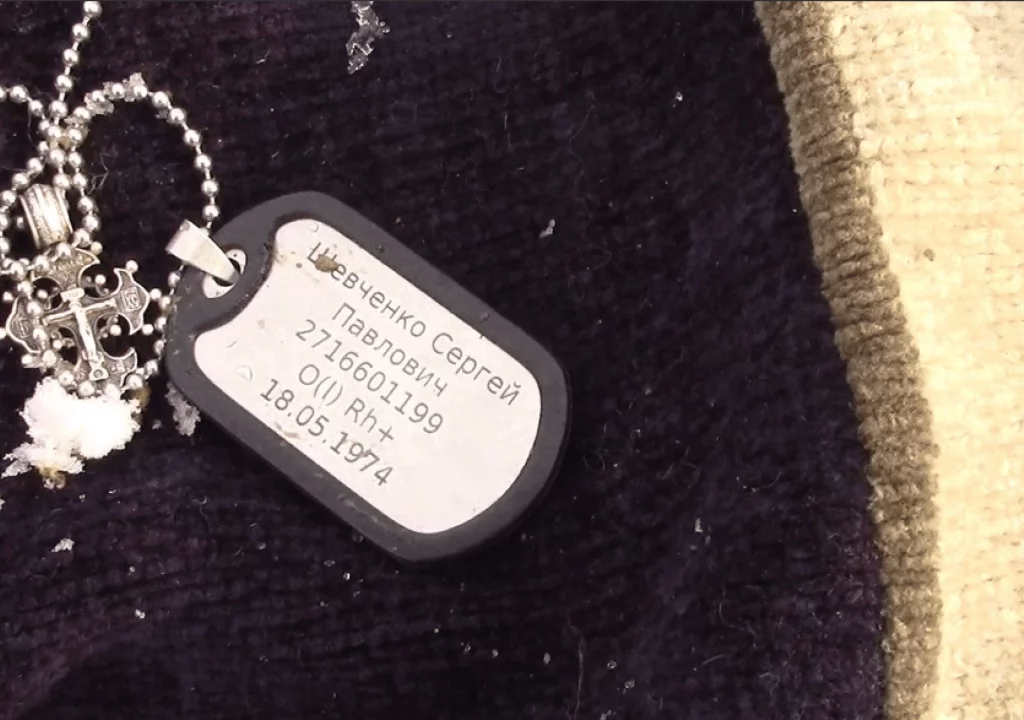 Шевченко Сергей
Павлович
2716601199
O(I) Rh+
18.05.1974